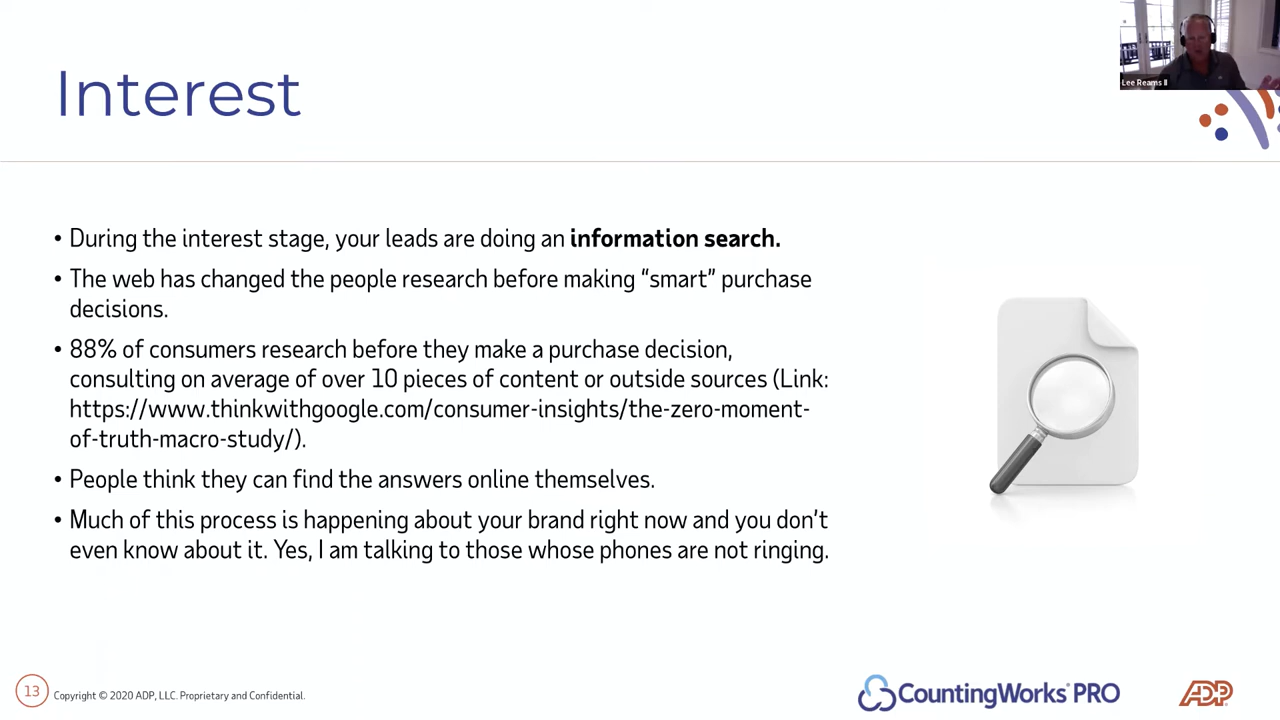 Lee Reams II
Interest
• During the interest stage, your leads are doing an information search.
• The web has changed the people research before making “smart” purchase
decisions.
• 88% of consumers research before they make a purchase decision,
consulting on average of over 10 pieces of content or outside sources (Link:
https://www.thinkwithgoogle.com/consumer-insights/the-zero-moment-
of-truth-macro-study/).
• People think they can find the answers online themselves.
• Much of this process is happening about your brand right now and you don’t
even know about it. Yes, I am talking to those whose phones are not ringing.
13 Copyright © 2020 ADP, LLC. Proprietary and Confidential.
CountingWorks® PRO
ADP